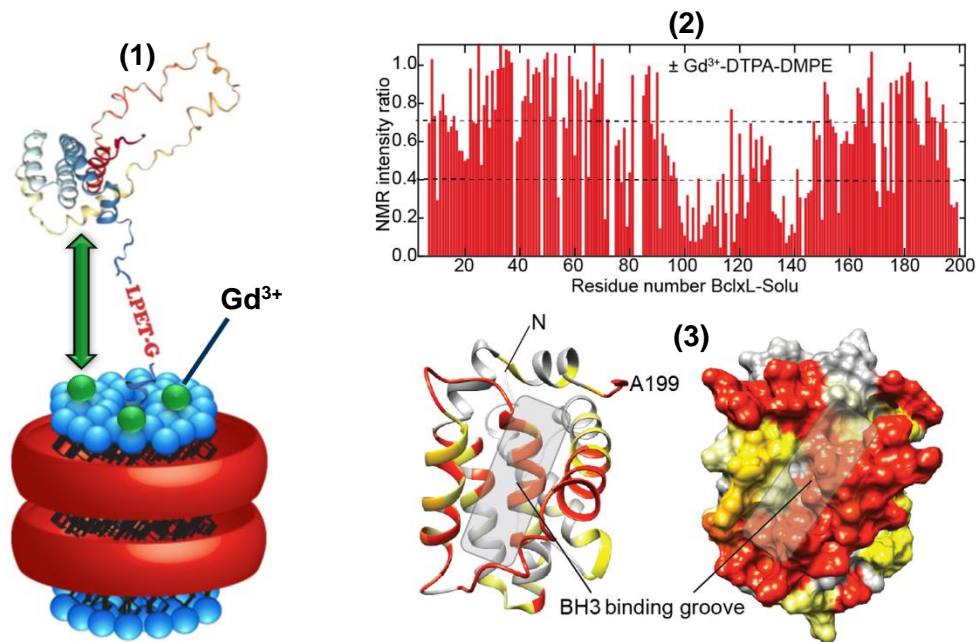 (1)
LPET-G
Gd³⁺
(2)
± Gd³⁺-DTPA-DMPE
NMR intensity ratio
1.0
0.8
0.6
0.4
0.2
0.0
20 40 60 80 100 120 140 160 180 200
Residue number BclxL-Solu
(3)
N
A199
BH3 binding groove